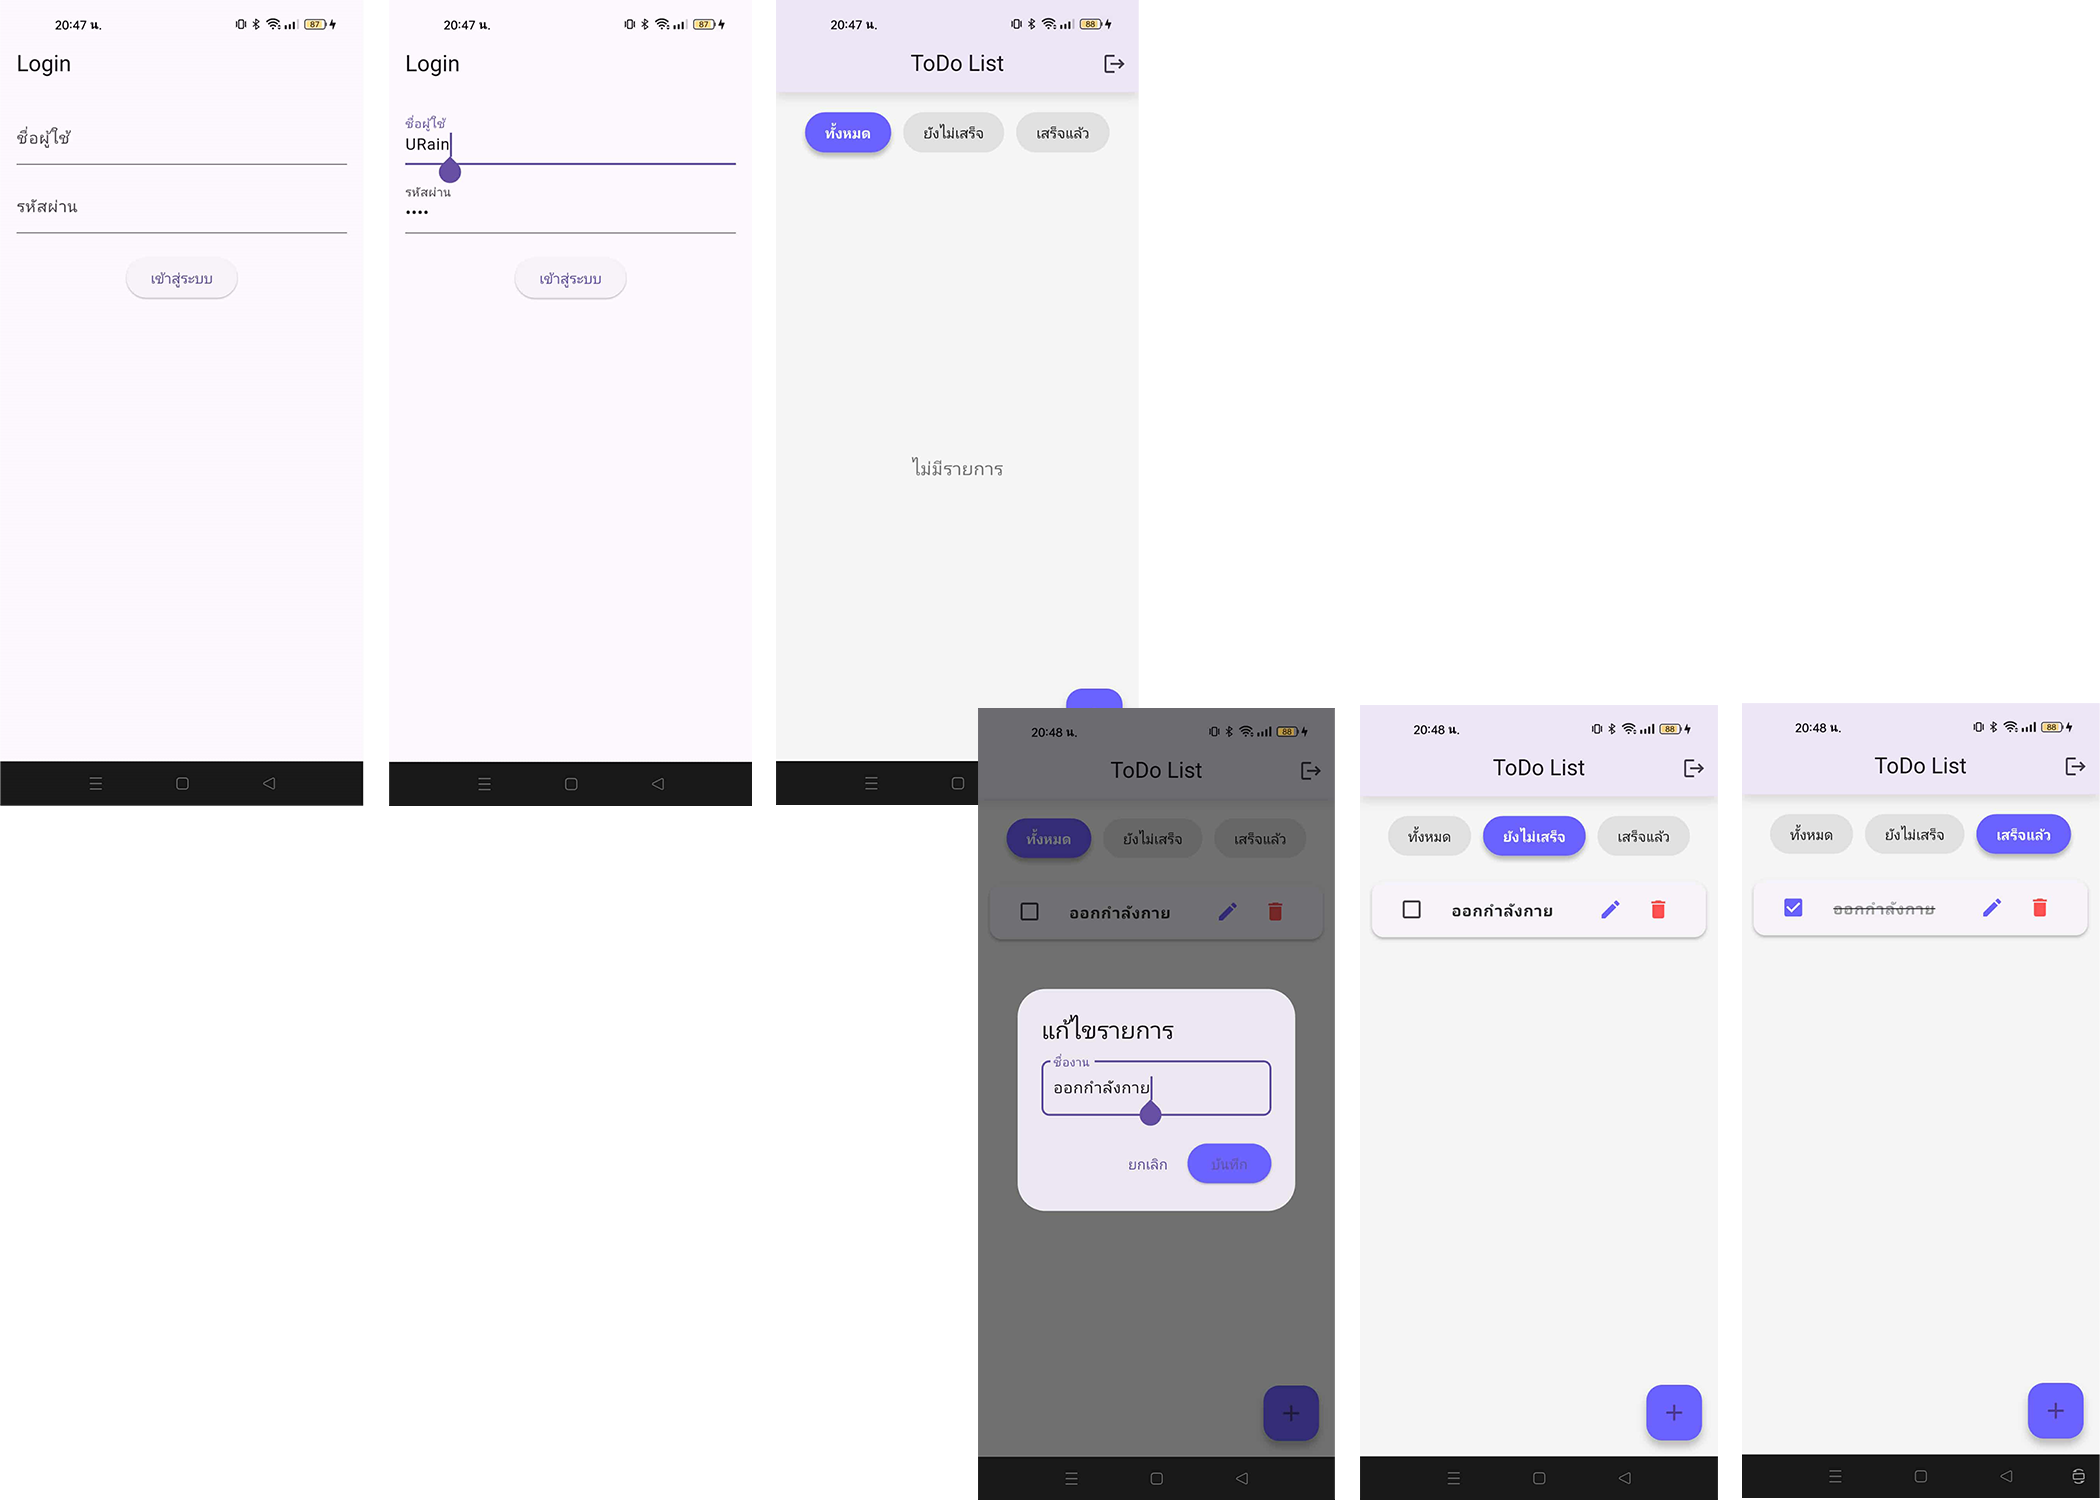 20:47 น.
87
Login
ชื่อผู้ใช้
รหัสผ่าน
เข้าสู่ระบบ
20:47 น.
87
Login
ชื่อผู้ใช้
URain
รหัสผ่าน
••••
เข้าสู่ระบบ
20:47 น.
88
ToDo List
ทั้งหมด ยังไม่เสร็จ เสร็จแล้ว
ไม่มีรายการ
20:48 น.
88
ToDo List
ทั้งหมด ยังไม่เสร็จ เสร็จแล้ว
ออกกำลังกาย
แก้ไขรายการ
ชื่องาน
ออกกำลังกาย
ยกเลิก บันทึก
20:48 น.
88
ToDo List
ทั้งหมด ยังไม่เสร็จ เสร็จแล้ว
ออกกำลังกาย
20:48 น.
88
ToDo List
ทั้งหมด ยังไม่เสร็จ เสร็จแล้ว
ออกกำลังกาย